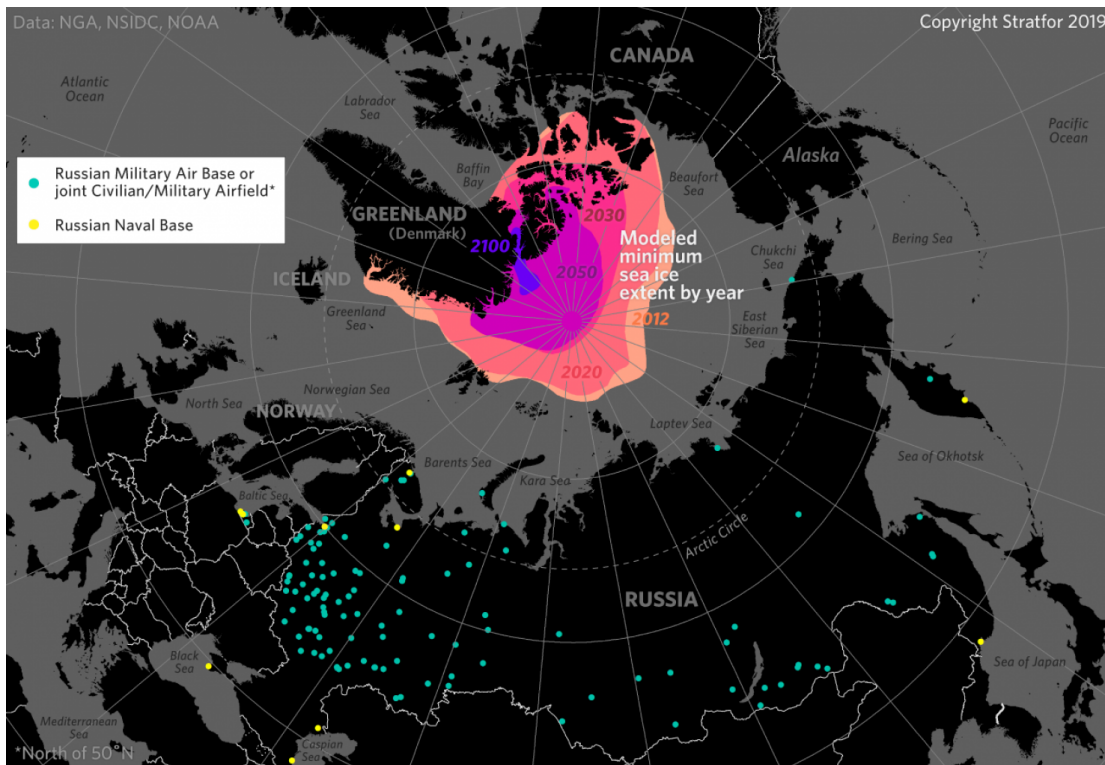 Data: NGA, NSIDC, NOAA
Copyright Stratfor 2019
CANADA
Atlantic
Ocean
Labrador
Sea
Pacific
Ocean
Alaska
Russian Military Air Base or
joint Civilian/Military Airfield*
Russian Naval Base
Baffin
Bay
Beaufort
Sea
GREENLAND
(Denmark)
2030
2100
Modeled
minimum
sea ice
extent by year
Bering Sea
Chukchi
Sea
ICELAND
2050
Greenland
Sea
2012
East
Siberian
Sea
2020
Norwegian Sea
North Sea
NORWAY
Laptev Sea
Barents Sea
Kara Sea
Sea of Okhotsk
Baltic Sea
Arctic Circle
RUSSIA
Black
Sea
Sea of Japan
Mediterranean
Sea
Caspian
Sea
*North of 50°N